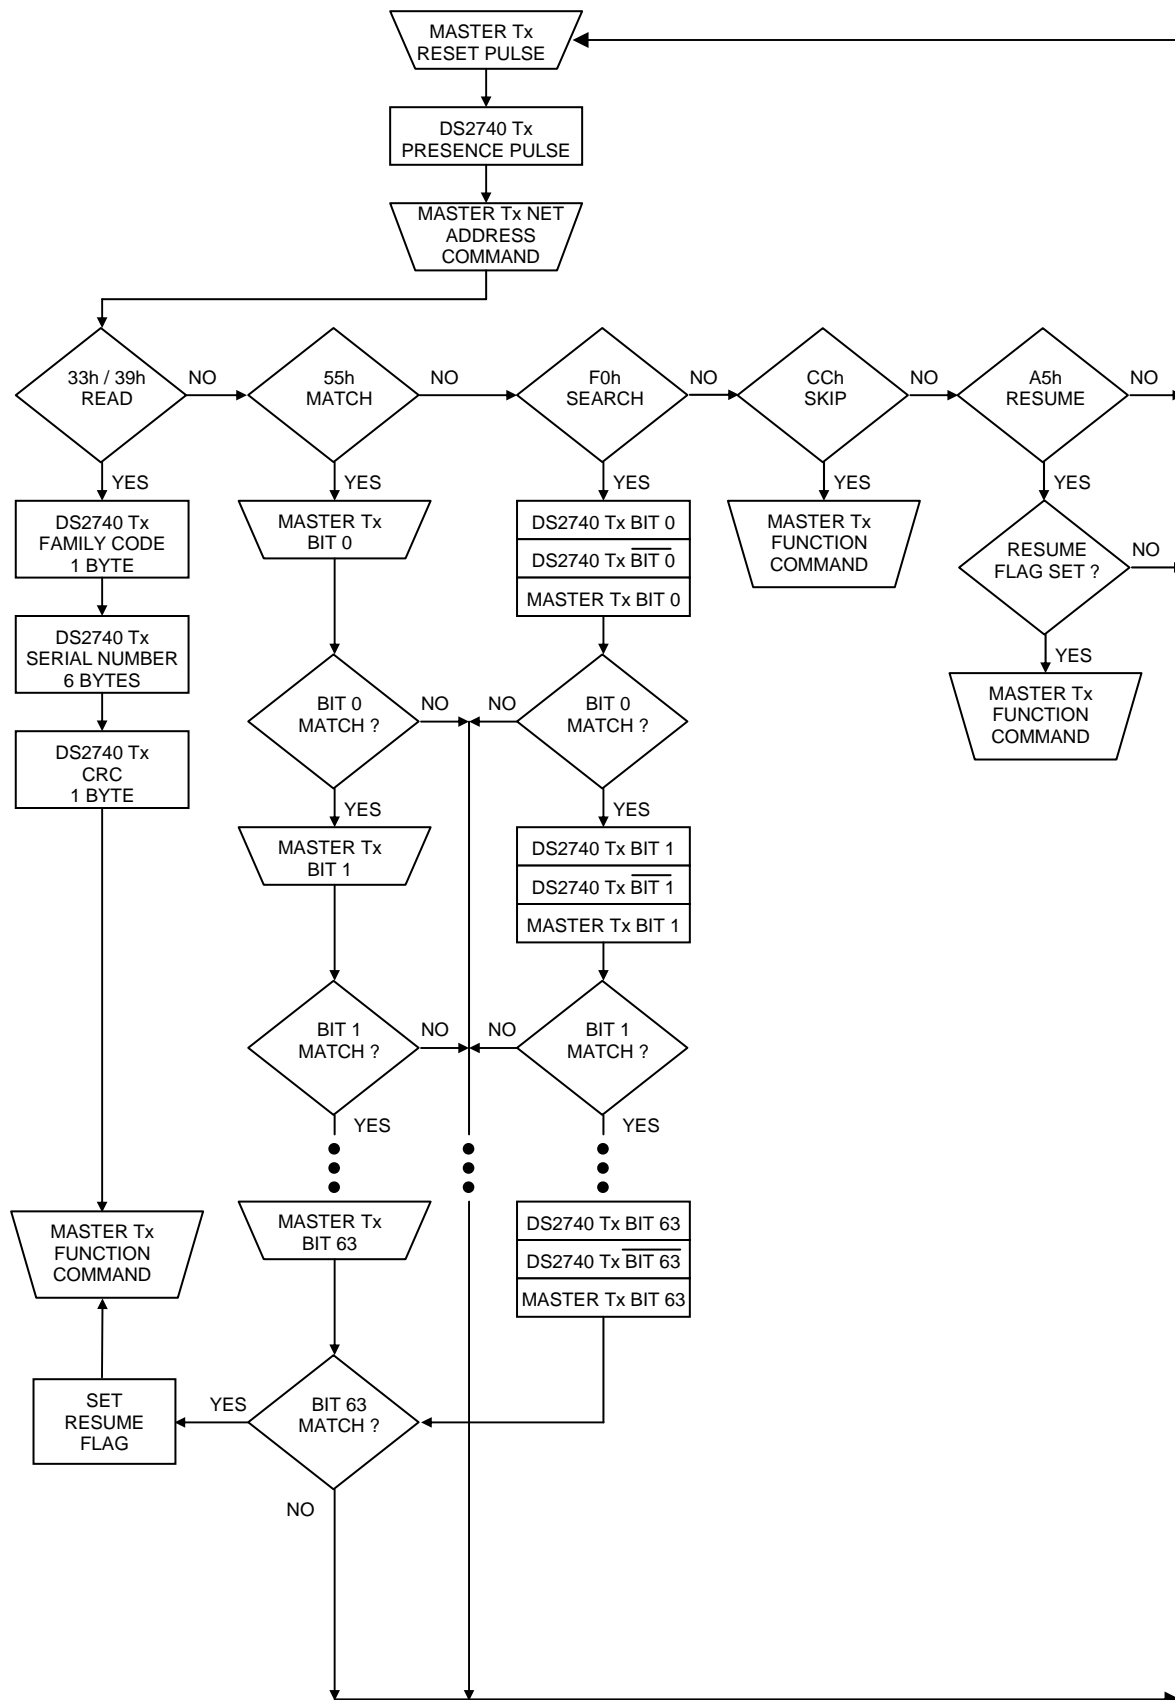 MASTER Tx
RESET PULSE
DS2740 Tx
PRESENCE PULSE
MASTER Tx NET
ADDRESS
COMMAND
33h / 39h
READ
NO
55h
MATCH
NO
F0h
SEARCH
NO
CCh
SKIP
NO
A5h
RESUME
NO
YES
YES
YES
YES
YES
DS2740 Tx
FAMILY CODE
1 BYTE
MASTER Tx
BIT 0
DS2740 Tx BIT 0
DS2740 Tx B̅I̅T̅ ̅0̅
MASTER Tx BIT 0
MASTER Tx
FUNCTION
COMMAND
RESUME
FLAG SET ?
NO
YES
DS2740 Tx
SERIAL NUMBER
6 BYTES
MASTER Tx
FUNCTION
COMMAND
BIT 0
MATCH ?
NO
NO
BIT 0
MATCH ?
DS2740 Tx
CRC
1 BYTE
YES
YES
MASTER Tx
BIT 1
DS2740 Tx BIT 1
DS2740 Tx B̅I̅T̅ ̅1̅
MASTER Tx BIT 1
BIT 1
MATCH ?
NO
NO
BIT 1
MATCH ?
YES
YES
MASTER Tx
BIT 63
DS2740 Tx BIT 63
DS2740 Tx B̅I̅T̅ ̅6̅3̅
MASTER Tx BIT 63
MASTER Tx
FUNCTION
COMMAND
SET
RESUME
FLAG
YES
BIT 63
MATCH ?
NO